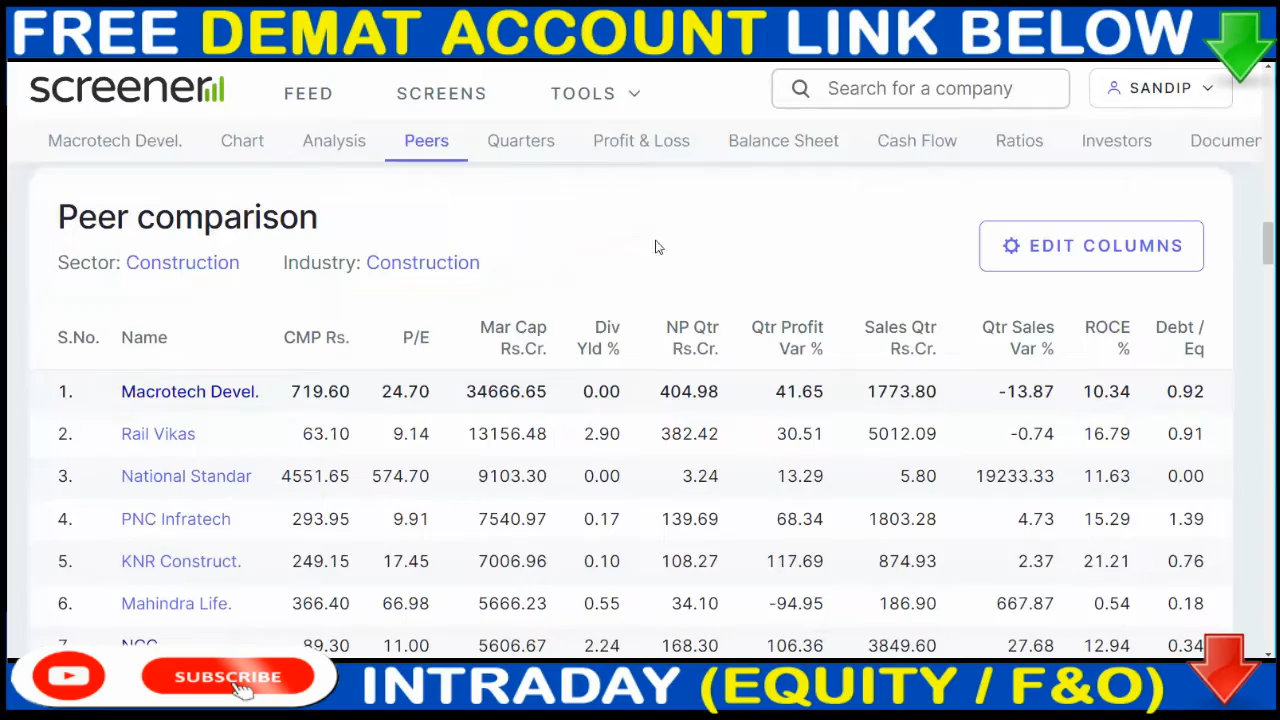 FREE DEMAT ACCOUNT LINK BELOW
screener FEED SCREENS TOOLS Search for a company SANDIP
Macrotech Devel. Chart Analysis Peers Quarters Profit & Loss Balance Sheet Cash Flow Ratios Investors Documen
Peer comparison
EDIT COLUMNS
Sector: Construction Industry: Construction
S.No. Name CMP Rs. P/E Mar Cap Rs.Cr. Div Yld % NP Qtr Rs.Cr. Qtr Profit Var % Sales Qtr Rs.Cr. Qtr Sales Var % ROCE % Debt / Eq
1. Macrotech Devel. 719.60 24.70 34666.65 0.00 404.98 41.65 1773.80 -13.87 10.34 0.92
2. Rail Vikas 63.10 9.14 13156.48 2.90 382.42 30.51 5012.09 -0.74 16.79 0.91
3. National Standar 4551.65 574.70 9103.30 0.00 3.24 13.29 5.80 19233.33 11.63 0.00
4. PNC Infratech 293.95 9.91 7540.97 0.17 139.69 68.34 1803.28 4.73 15.29 1.39
5. KNR Construct. 249.15 17.45 7006.96 0.10 108.27 117.69 874.93 2.37 21.21 0.76
6. Mahindra Life. 366.40 66.98 5666.23 0.55 34.10 -94.95 186.90 667.87 0.54 0.18
7. NCC 89.30 11.00 5606.67 2.24 168.30 106.36 3849.60 27.68 12.94 0.34
SUBSCRIBE
INTRADAY (EQUITY / F&O)